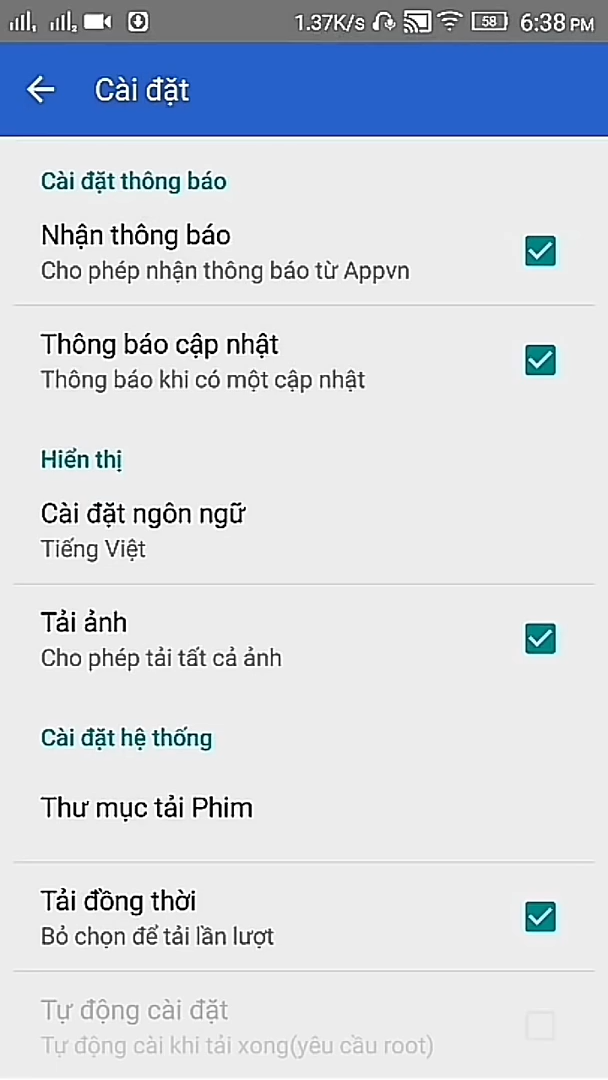 1.37K/s 58 6:38 PM
Cài đặt
Cài đặt thông báo
Nhận thông báo
Cho phép nhận thông báo từ Appvn
Thông báo cập nhật
Thông báo khi có một cập nhật
Hiển thị
Cài đặt ngôn ngữ
Tiếng Việt
Tải ảnh
Cho phép tải tất cả ảnh
Cài đặt hệ thống
Thư mục tải Phim
Tải đồng thời
Bỏ chọn để tải lần lượt
Tự động cài đặt
Tự động cài khi tải xong(yêu cầu root)